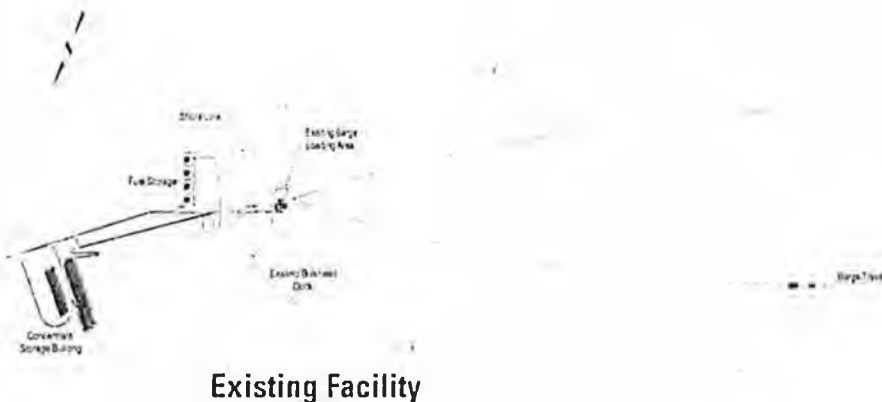 Shore Line
Existing Barge
Loading Area
Fuel Storage
Existing Bulkhead
Dock
Barge Travel
Concentrate
Storage Building
Existing Facility